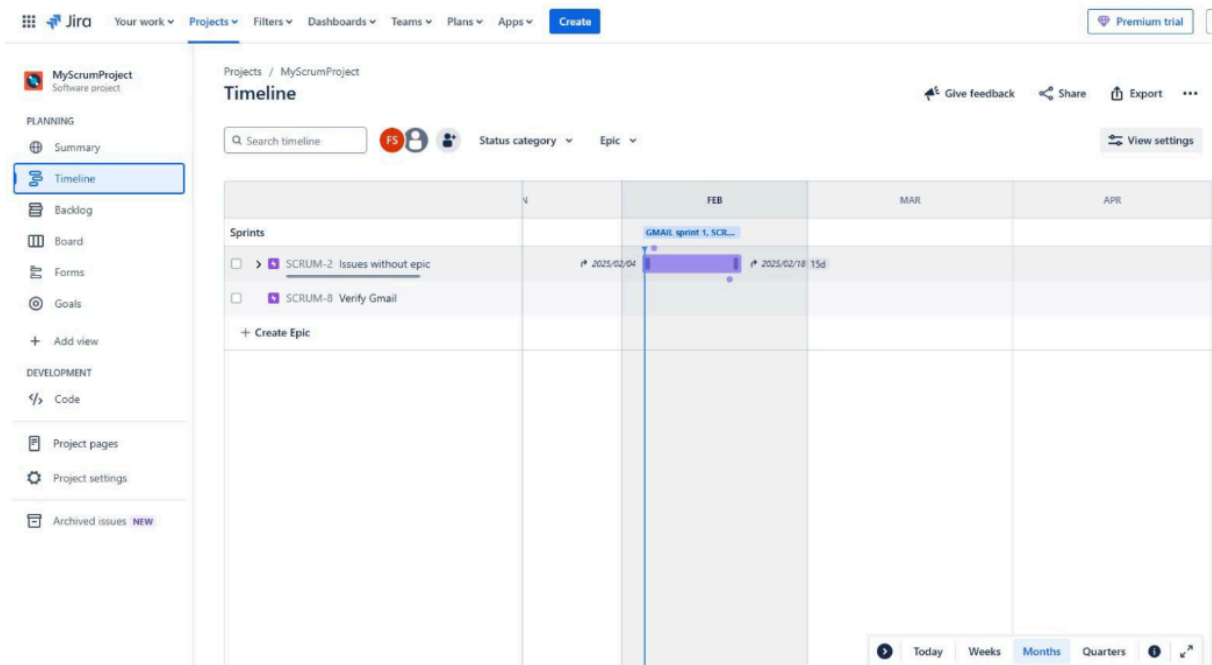 Jira Your work Projects Filters Dashboards Teams Plans Apps Create Premium trial
MyScrumProject
Software project
PLANNING
Summary
Timeline
Backlog
Board
Forms
Goals
Add view
DEVELOPMENT
Code
Project pages
Project settings
Archived issues NEW
Projects / MyScrumProject
Timeline
Give feedback Share Export
Search timeline FS Status category Epic View settings
FEB MAR APR
Sprints GMAIL sprint 1, SCR...
SCRUM-2 Issues without epic 2025/02/04 2025/02/18 15d
SCRUM-8 Verify Gmail
+ Create Epic
Today Weeks Months Quarters